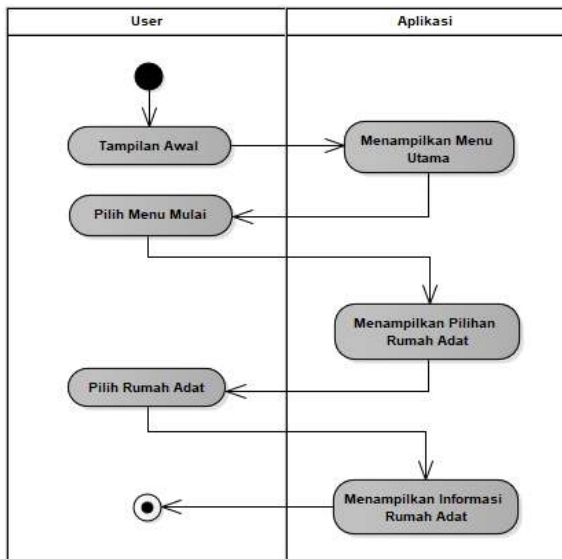 User
Aplikasi
Tampilan Awal
Menampilkan Menu
Utama
Pilih Menu Mulai
Menampilkan Pilihan
Rumah Adat
Pilih Rumah Adat
Menampilkan Informasi
Rumah Adat